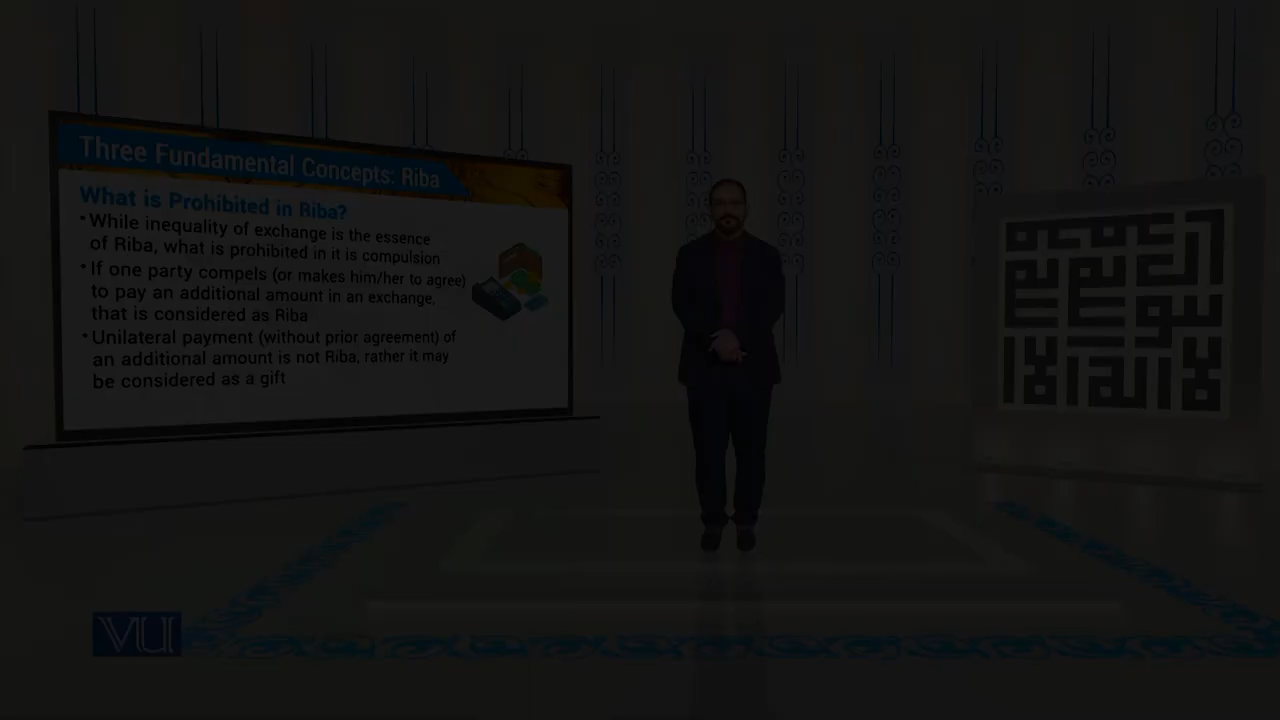 Three Fundamental Concepts: Riba
What is Prohibited in Riba?
• While inequality of exchange is the essence
of Riba, what is prohibited in it is compulsion
• If one party compels (or makes him/her to agree)
to pay an additional amount in an exchange,
that is considered as Riba
• Unilateral payment (without prior agreement) of
an additional amount is not Riba, rather it may
be considered as a gift
VU